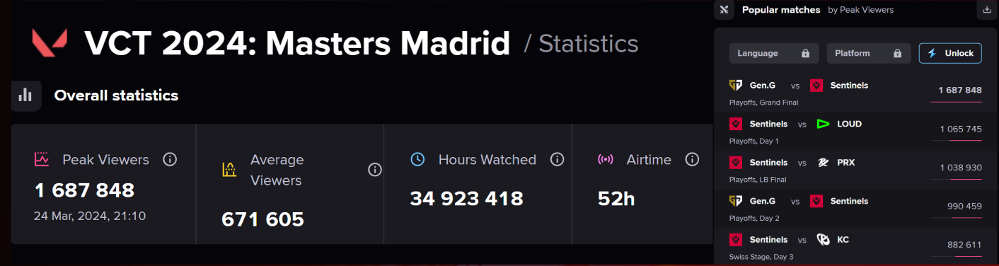 VCT 2024: Masters Madrid / Statistics
Overall statistics
Peak Viewers
1 687 848
24 Mar, 2024, 21:10
Average
Viewers
671 605
Hours Watched
34 923 418
Airtime
52h
Popular matches by Peak Viewers
Language Platform Unlock
Gen.G vs Sentinels 1 687 848
Playoffs, Grand Final
Sentinels vs LOUD 1 065 745
Playoffs, Day 1
Sentinels vs PRX 1 038 930
Playoffs, LB Final
Gen.G vs Sentinels 990 459
Playoffs, Day 2
Sentinels vs KC 882 611
Swiss Stage, Day 3